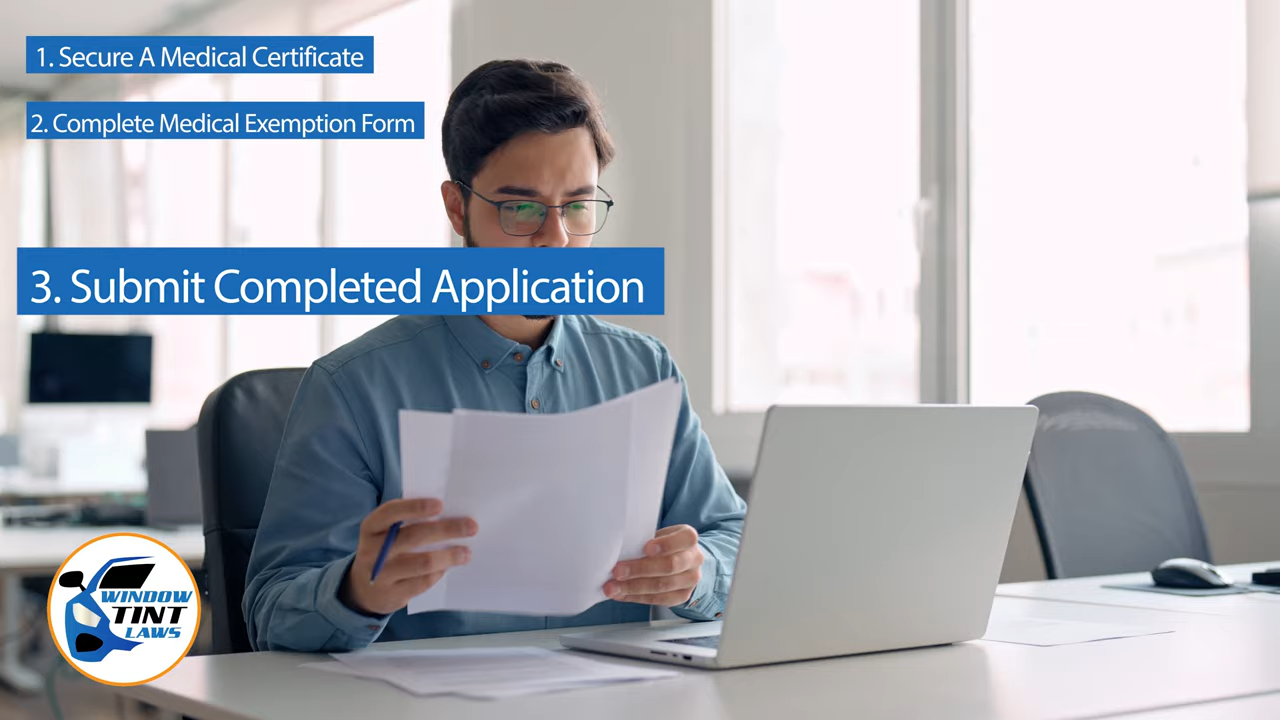 1. Secure A Medical Certificate
2. Complete Medical Exemption Form
3. Submit Completed Application
WINDOW
TINT
LAWS